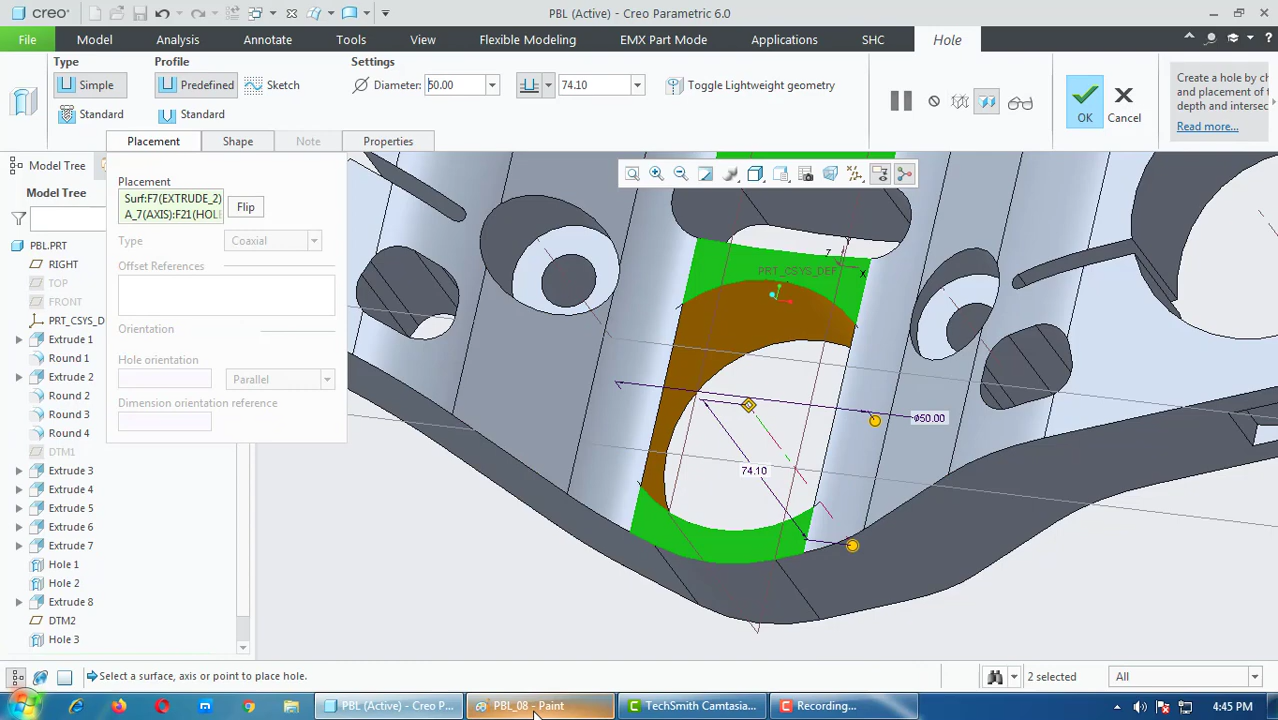 creo
PBL (Active) - Creo Parametric 6.0
File
Model
Analysis
Annotate
Tools
View
Flexible Modeling
EMX Part Mode
Applications
SHC
Hole
Type
Profile
Settings
Simple
Predefined
Sketch
Diameter:
50.00
74.10
Toggle Lightweight geometry
Standard
Standard
OK
Cancel
Create a hole by c
and placement of
depth and intersec
Read more...
Placement
Shape
Note
Properties
Model Tree
Model Tree
PBL.PRT
RIGHT
TOP
FRONT
PRT_CSYS_D
Extrude 1
Round 1
Extrude 2
Round 2
Round 3
Round 4
DTM1
Extrude 3
Extrude 4
Extrude 5
Extrude 6
Extrude 7
Hole 1
Hole 2
Extrude 8
DTM2
Hole 3
Placement
Surf:F7(EXTRUDE_2)
A_7(AXIS):F21(HOLE
Flip
Type
Coaxial
Offset References
Orientation
Hole orientation
Parallel
Dimension orientation reference
PRT_CSYS_DEF
Z
X
ø50.00
74.10
Select a surface, axis or point to place hole.
2 selected
All
PBL (Active) - Creo P...
PBL_08 - Paint
TechSmith Camtasia...
Recording...
4:45 PM